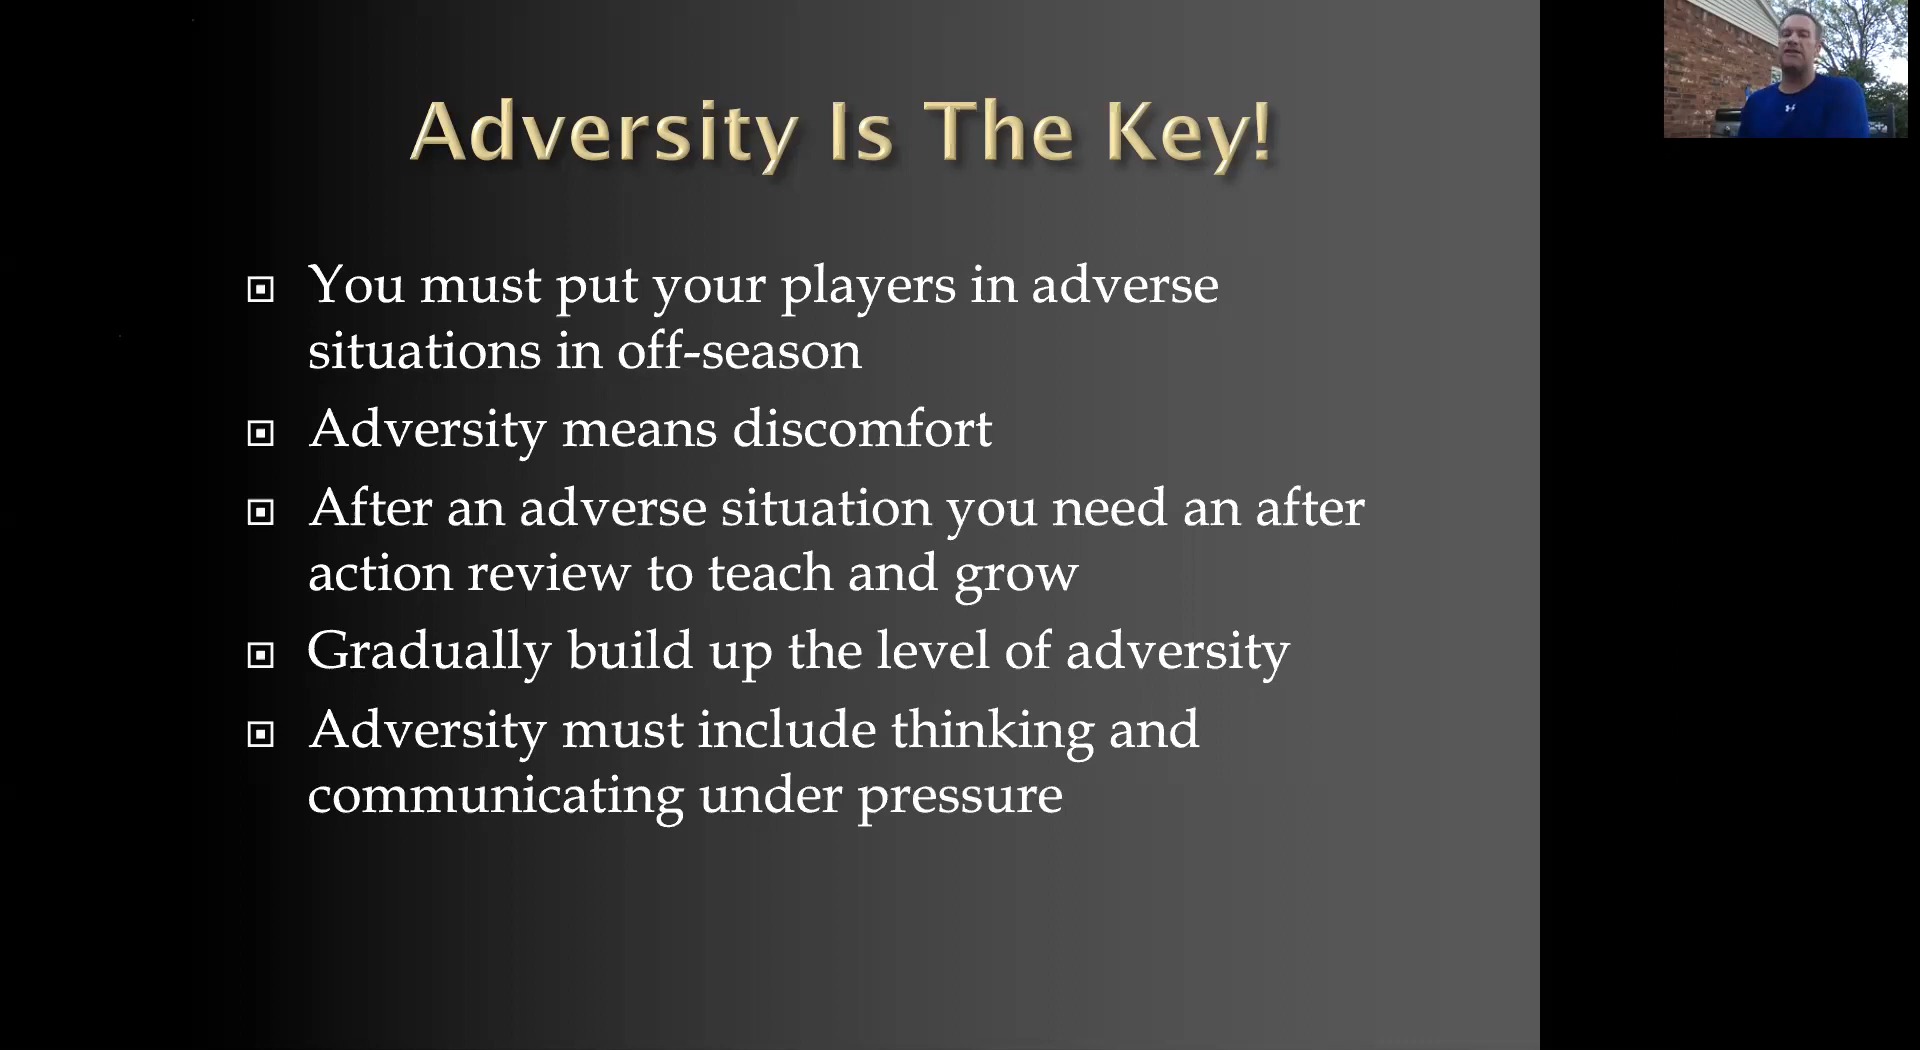 Adversity Is The Key!
You must put your players in adverse
situations in off-season
Adversity means discomfort
After an adverse situation you need an after
action review to teach and grow
Gradually build up the level of adversity
Adversity must include thinking and
communicating under pressure